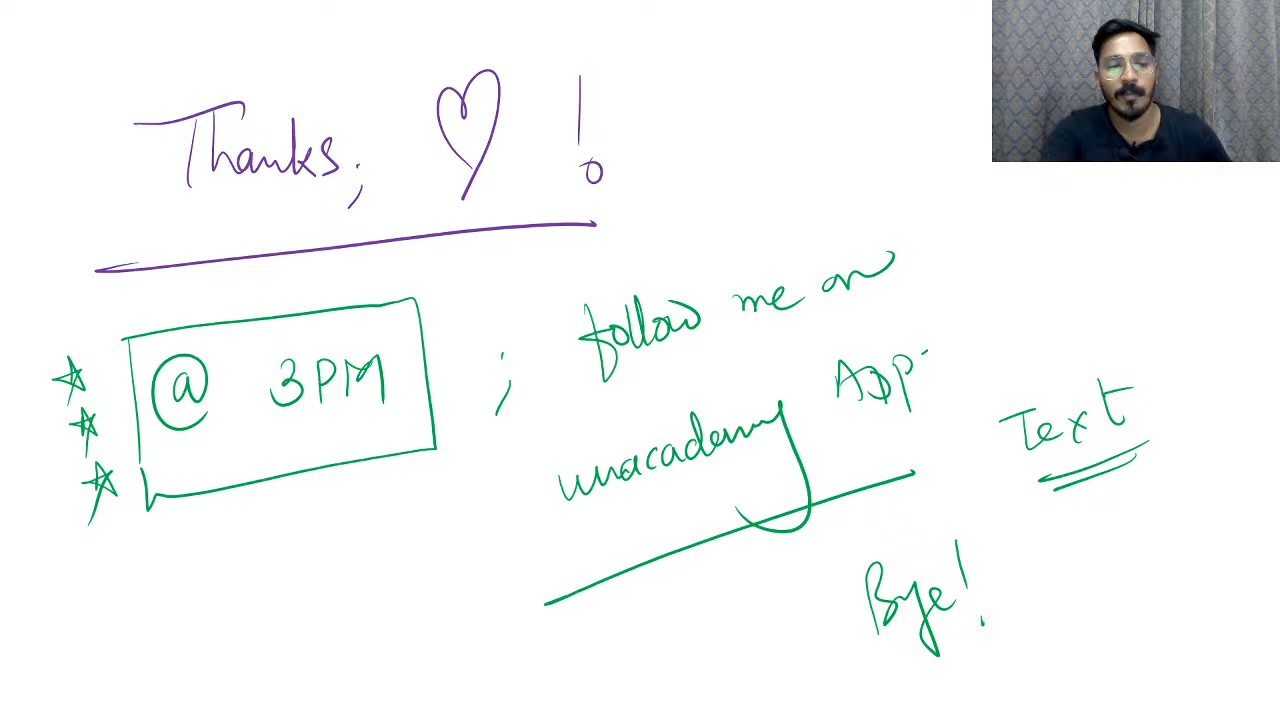 Thanks; ♡ !
@ 3PM ; follow me on
unacademy App
Text
Bye!